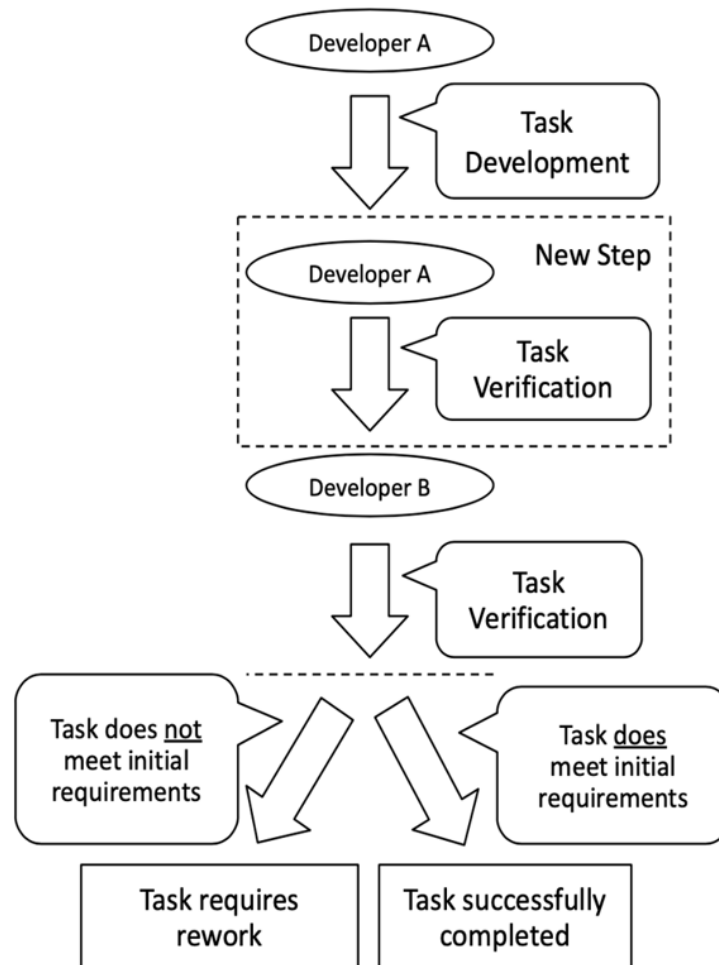 Developer A
Task
Development
New Step
Developer A
Task
Verification
Developer B
Task
Verification
Task does not
meet initial
requirements
Task does
meet initial
requirements
Task requires
rework
Task successfully
completed